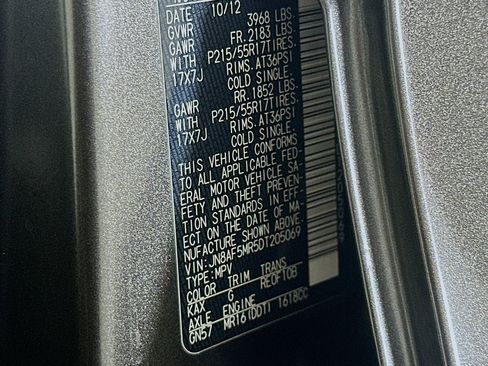 DATE 10/12
GVWR 3968 LBS.
GAWR FR. 2183 LBS.
WITH P215/55R17TIRES.
17X7J RIMS. AT36PSI
COLD SINGLE.
GAWR RR. 1852 LBS.
WITH P215/55R17TIRES.
17X7J RIMS. AT36PSI
COLD SINGLE.
THIS VEHICLE CONFORMS
TO ALL APPLICABLE FED-
ERAL MOTOR VEHICLE SA-
FETY AND THEFT PREVEN-
TION STANDARDS IN EFF-
ECT ON THE DATE OF MA-
NUFACTURE SHOWN ABOVE.
VIN: JN8AF5MR5DT205069
TYPE: MPV
COLOR TRIM TRANS
KAX G RE0F10B
AXLE ENGINE
GN57 MR16(DDT) 1618CC